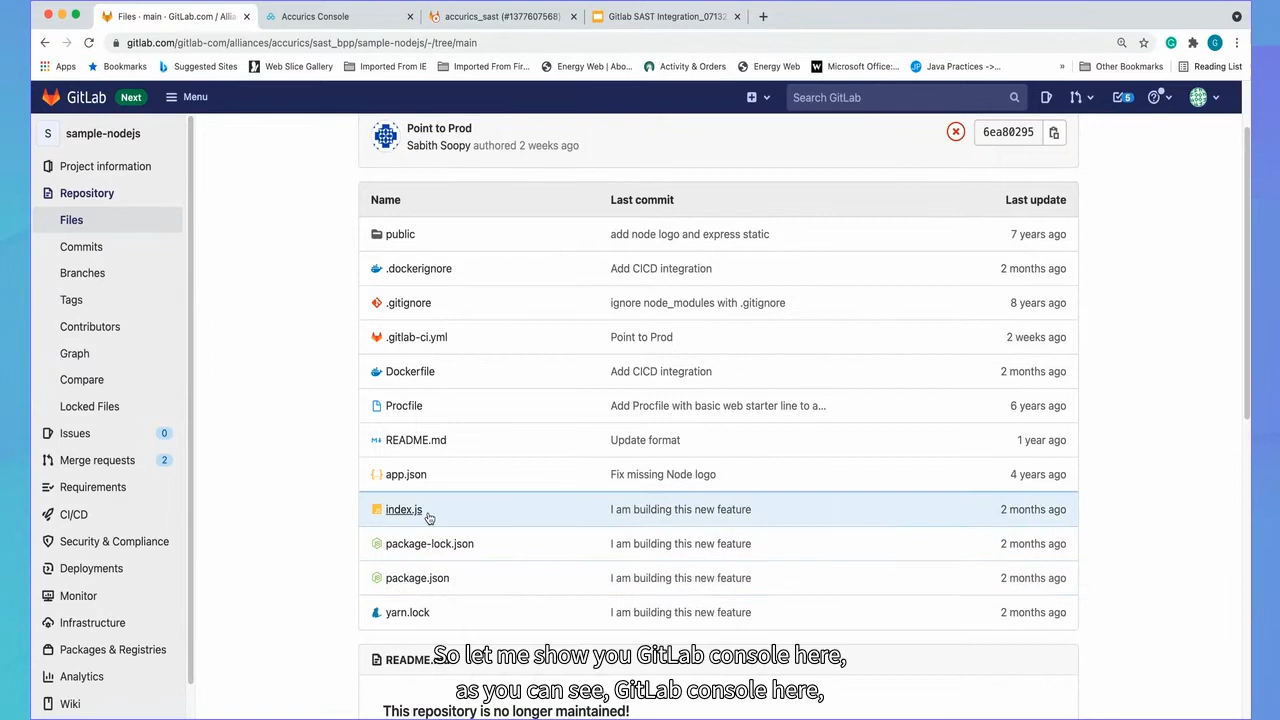 Files · main · GitLab.com / Allia
Accurics Console
accurics_sast (#1377607568)
Gitlab SAST Integration_07132
gitlab.com/gitlab-com/alliances/accurics/sast_bpp/sample-nodejs/-/tree/main
G
Apps
Bookmarks
Suggested Sites
Web Slice Gallery
Imported From IE
Imported From Fir...
Energy Web | Abo...
Activity & Orders
Energy Web
Microsoft Office:...
Java Practices ->...
»
Other Bookmarks
Reading List
GitLab
Next
Menu
Search GitLab
5
S
sample-nodejs
Project information
Repository
Files
Commits
Branches
Tags
Contributors
Graph
Compare
Locked Files
Issues 0
Merge requests 2
Requirements
CI/CD
Security & Compliance
Deployments
Monitor
Infrastructure
Packages & Registries
Analytics
Wiki
Point to Prod
Sabith Soopy authored 2 weeks ago
6ea80295
Name Last commit Last update
public add node logo and express static 7 years ago
.dockerignore Add CICD integration 2 months ago
.gitignore ignore node_modules with .gitignore 8 years ago
.gitlab-ci.yml Point to Prod 2 weeks ago
Dockerfile Add CICD integration 2 months ago
Procfile Add Procfile with basic web starter line to a... 6 years ago
README.md Update format 1 year ago
app.json Fix missing Node logo 4 years ago
index.js I am building this new feature 2 months ago
package-lock.json I am building this new feature 2 months ago
package.json I am building this new feature 2 months ago
yarn.lock I am building this new feature 2 months ago
So let me show you GitLab console here,
as you can see, GitLab console here,
This repository is no longer maintained!